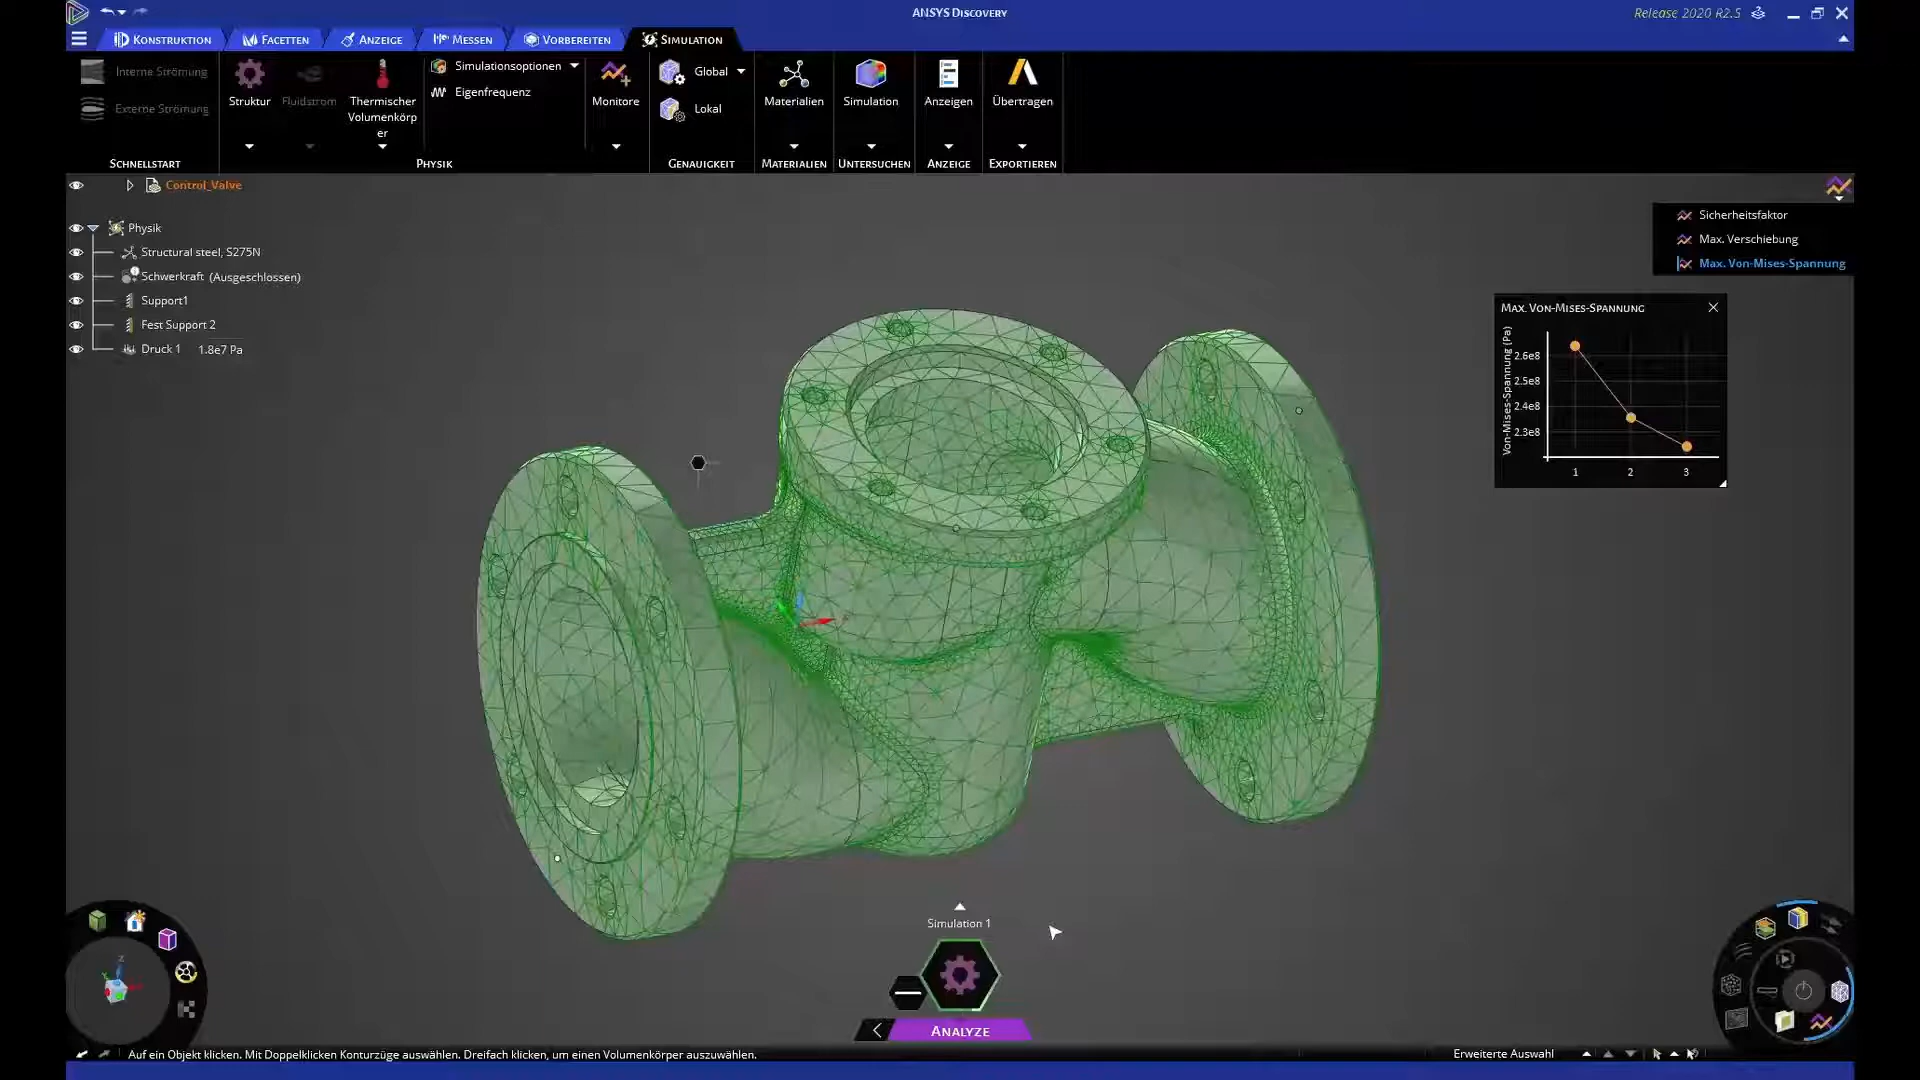 ANSYS DISCOVERY
Release 2020 R2.5
KONSTRUKTION
FACETTEN
ANZEIGE
MESSEN
VORBEREITEN
SIMULATION
Interne Strömung
Externe Strömung
SCHNELLSTART
Struktur
Fluidstrom
Thermischer
Volumenkörp
er
Simulationsoptionen
Eigenfrequenz
PHYSIK
Monitore
Global
Lokal
GENAUIGKEIT
Materialien
MATERIALIEN
Simulation
UNTERSUCHEN
Anzeigen
ANZEIGE
Übertragen
EXPORTIEREN
Control_Valve
Physik
Structural steel, S275N
Schwerkraft (Ausgeschlossen)
Support1
Fest Support 2
Druck 1 1.8e7 Pa
Sicherheitsfaktor
Max. Verschiebung
Max. Von-Mises-Spannung
MAX. VON-MISES-SPANNUNG
Von-Mises-Spannung (Pa)
2.6e8
2.5e8
2.4e8
2.3e8
1 2 3
Simulation 1
ANALYZE
Z
Auf ein Objekt klicken. Mit Doppelklicken Konturzüge auswählen. Dreifach klicken, um einen Volumenkörper auszuwählen.
Erweiterte Auswahl